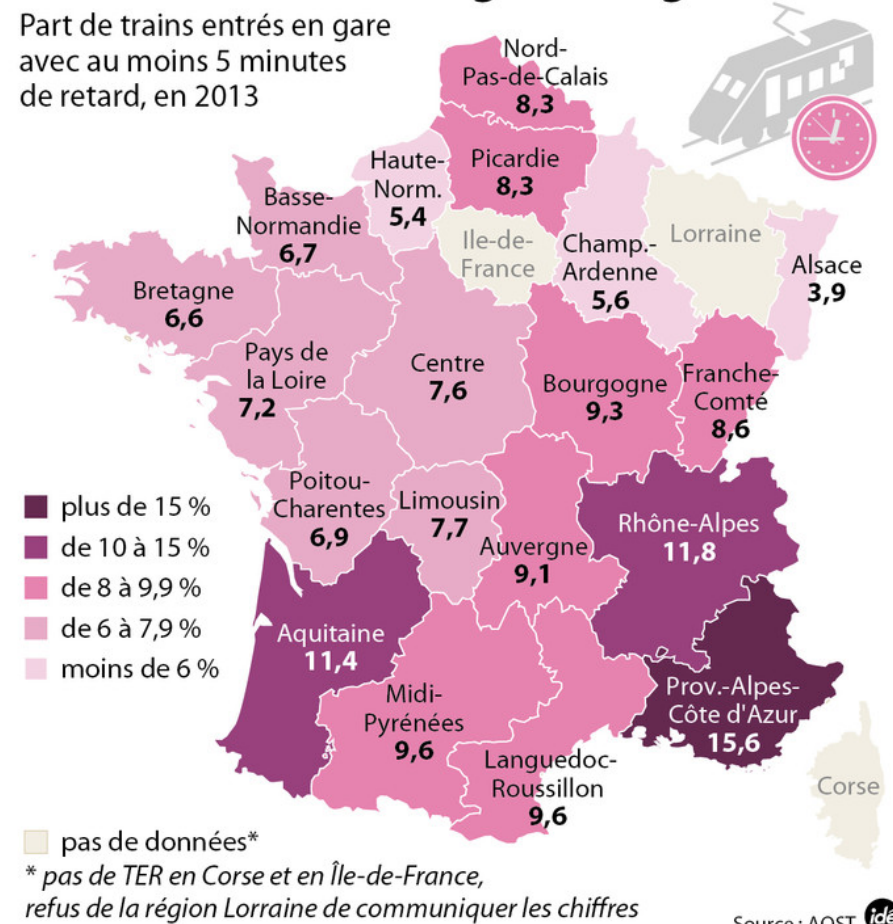 Part de trains entrés en gare
avec au moins 5 minutes
de retard, en 2013
Nord-
Pas-de-Calais
8,3
Haute-
Norm.
5,4
Picardie
8,3
Basse-
Normandie
6,7
Ile-de-
France
Champ.-
Ardenne
5,6
Lorraine
Alsace
3,9
Bretagne
6,6
Pays de
la Loire
7,2
Centre
7,6
Bourgogne
9,3
Franche-
Comté
8,6
Poitou-
Charentes
6,9
Limousin
7,7
Auvergne
9,1
Rhône-Alpes
11,8
plus de 15 %
de 10 à 15 %
de 8 à 9,9 %
de 6 à 7,9 %
moins de 6 %
Aquitaine
11,4
Midi-
Pyrénées
9,6
Languedoc-
Roussillon
9,6
Prov.-Alpes-
Côte d'Azur
15,6
Corse
pas de données*
* pas de TER en Corse et en Île-de-France,
refus de la région Lorraine de communiquer les chiffres
Source : AQST